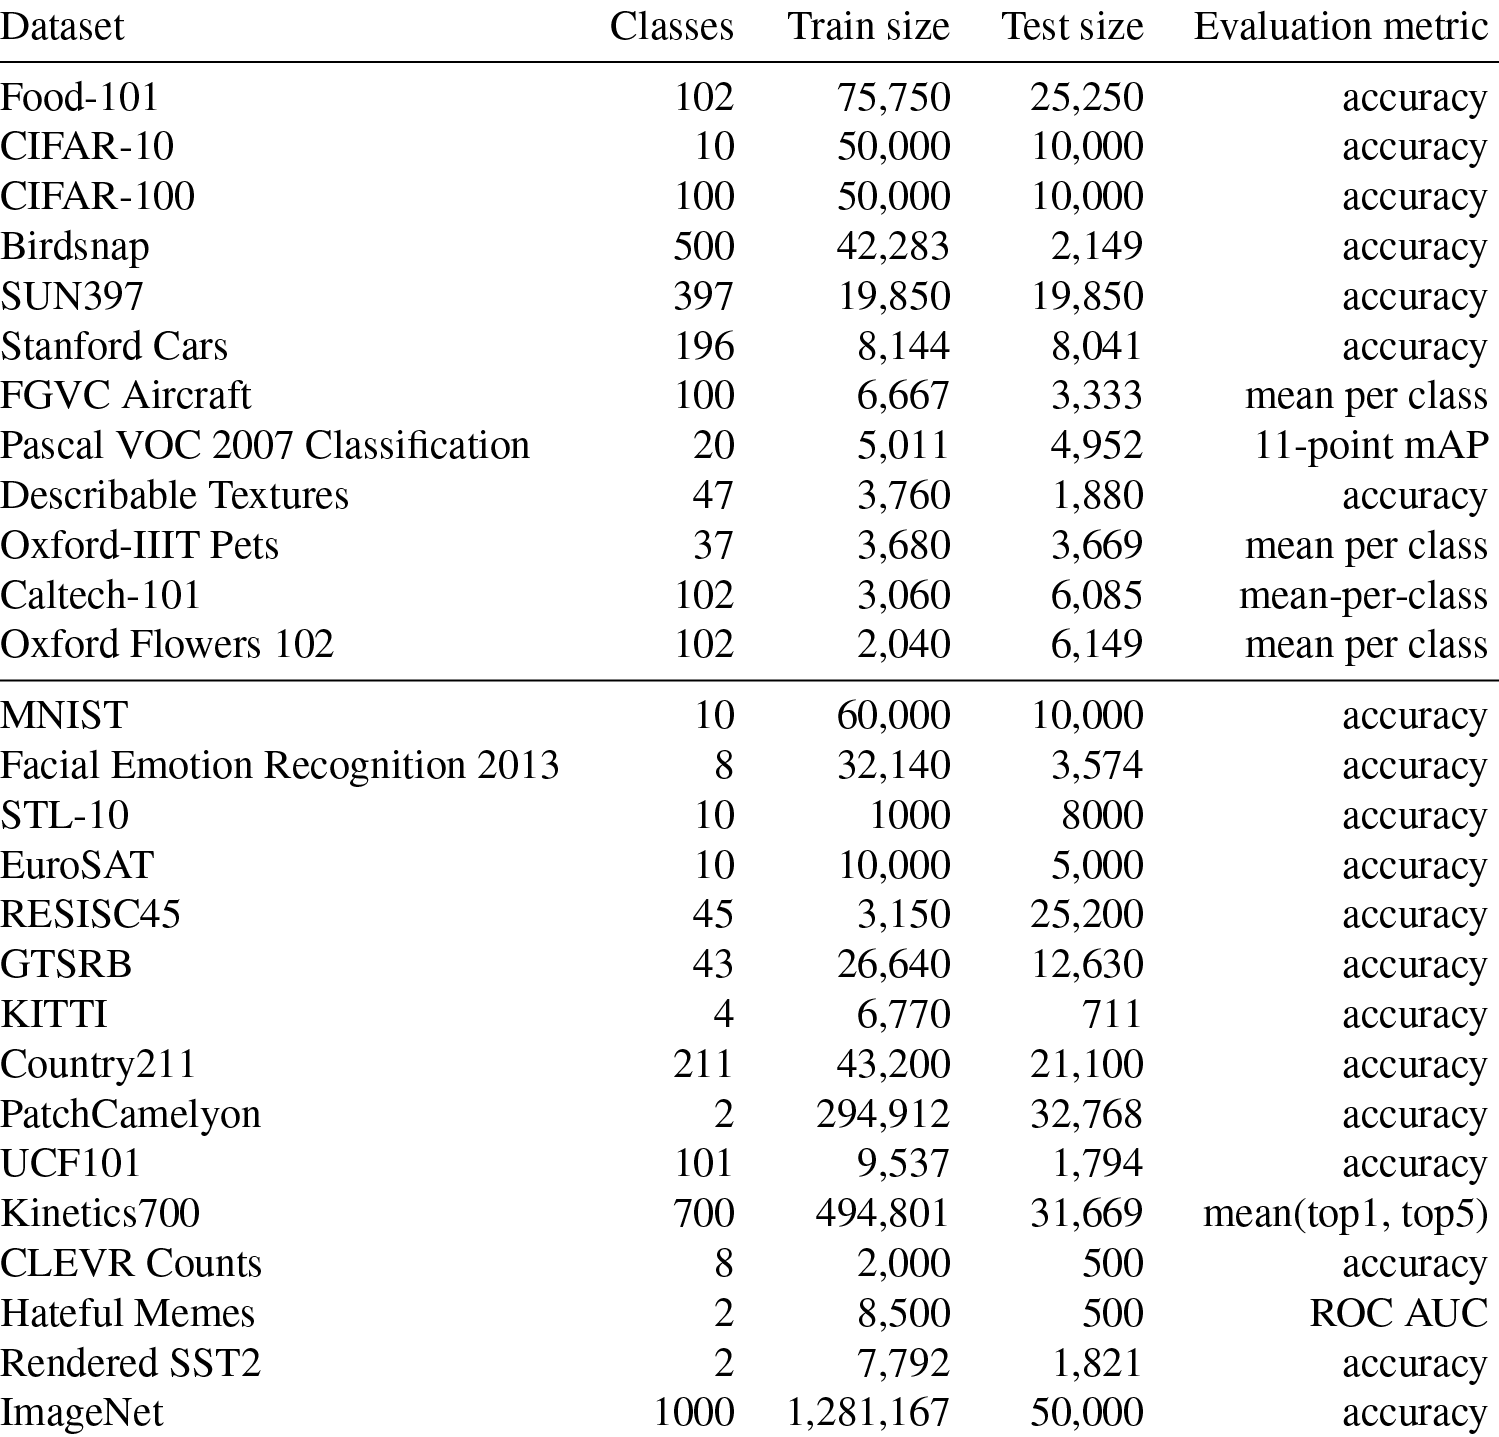 Dataset Classes Train size Test size Evaluation metric
Food-101 102 75,750 25,250 accuracy
CIFAR-10 10 50,000 10,000 accuracy
CIFAR-100 100 50,000 10,000 accuracy
Birdsnap 500 42,283 2,149 accuracy
SUN397 397 19,850 19,850 accuracy
Stanford Cars 196 8,144 8,041 accuracy
FGVC Aircraft 100 6,667 3,333 mean per class
Pascal VOC 2007 Classification 20 5,011 4,952 11-point mAP
Describable Textures 47 3,760 1,880 accuracy
Oxford-IIIT Pets 37 3,680 3,669 mean per class
Caltech-101 102 3,060 6,085 mean-per-class
Oxford Flowers 102 102 2,040 6,149 mean per class
MNIST 10 60,000 10,000 accuracy
Facial Emotion Recognition 2013 8 32,140 3,574 accuracy
STL-10 10 1000 8000 accuracy
EuroSAT 10 10,000 5,000 accuracy
RESISC45 45 3,150 25,200 accuracy
GTSRB 43 26,640 12,630 accuracy
KITTI 4 6,770 711 accuracy
Country211 211 43,200 21,100 accuracy
PatchCamelyon 2 294,912 32,768 accuracy
UCF101 101 9,537 1,794 accuracy
Kinetics700 700 494,801 31,669 mean(top1, top5)
CLEVR Counts 8 2,000 500 accuracy
Hateful Memes 2 8,500 500 ROC AUC
Rendered SST2 2 7,792 1,821 accuracy
ImageNet 1000 1,281,167 50,000 accuracy